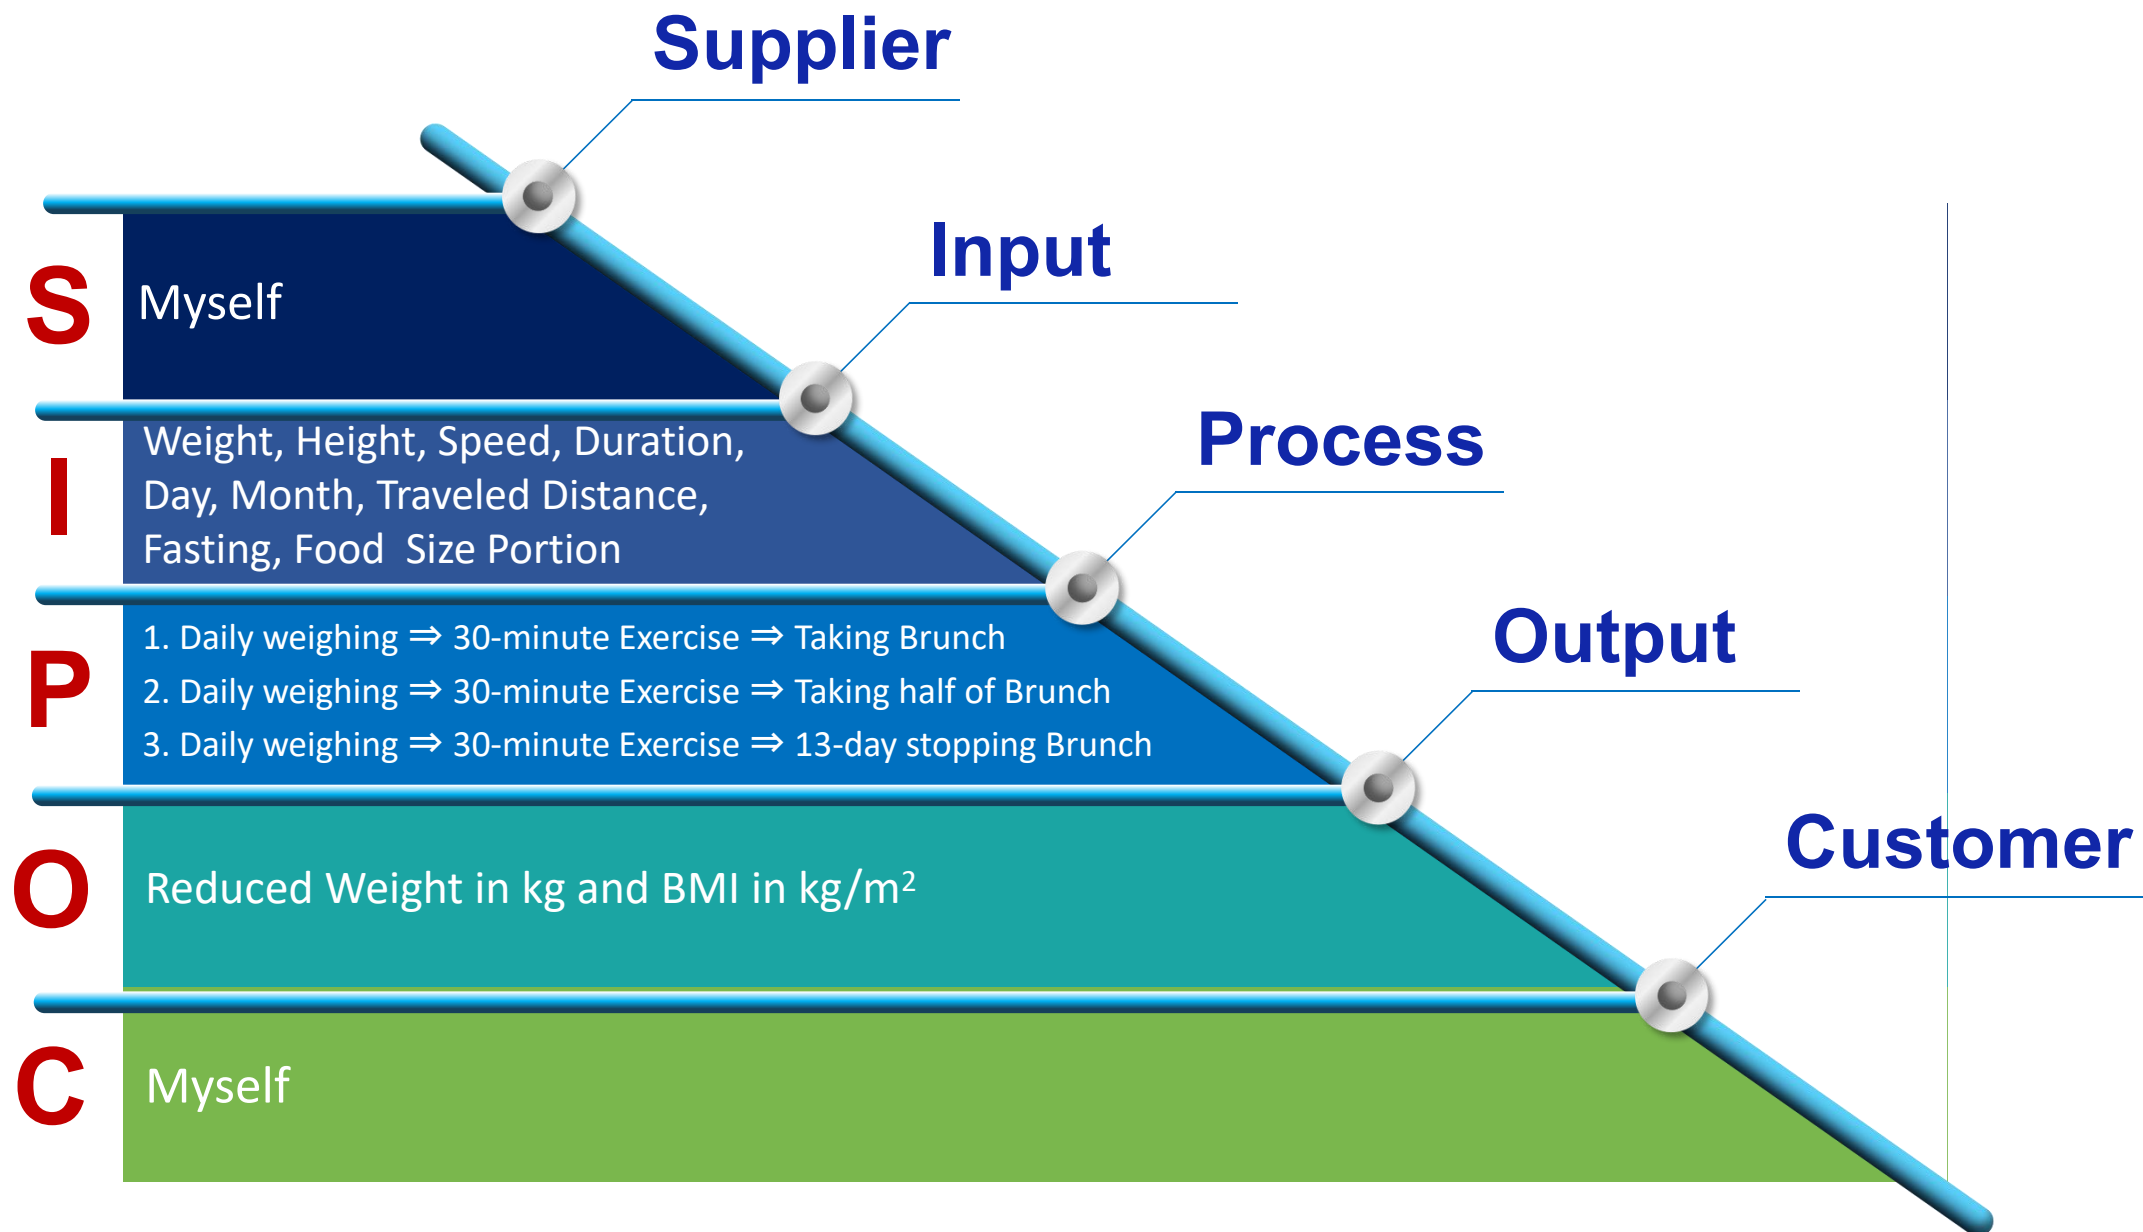 Supplier
S
Myself
Input
I
Weight, Height, Speed, Duration,
Day, Month, Traveled Distance,
Fasting, Food  Size Portion
Process
P
1. Daily weighing ⇒ 30-minute Exercise ⇒ Taking Brunch
2. Daily weighing ⇒ 30-minute Exercise ⇒ Taking half of Brunch
3. Daily weighing ⇒ 30-minute Exercise ⇒ 13-day stopping Brunch
Output
O
Reduced Weight in kg and BMI in kg/m²
Customer
C
Myself